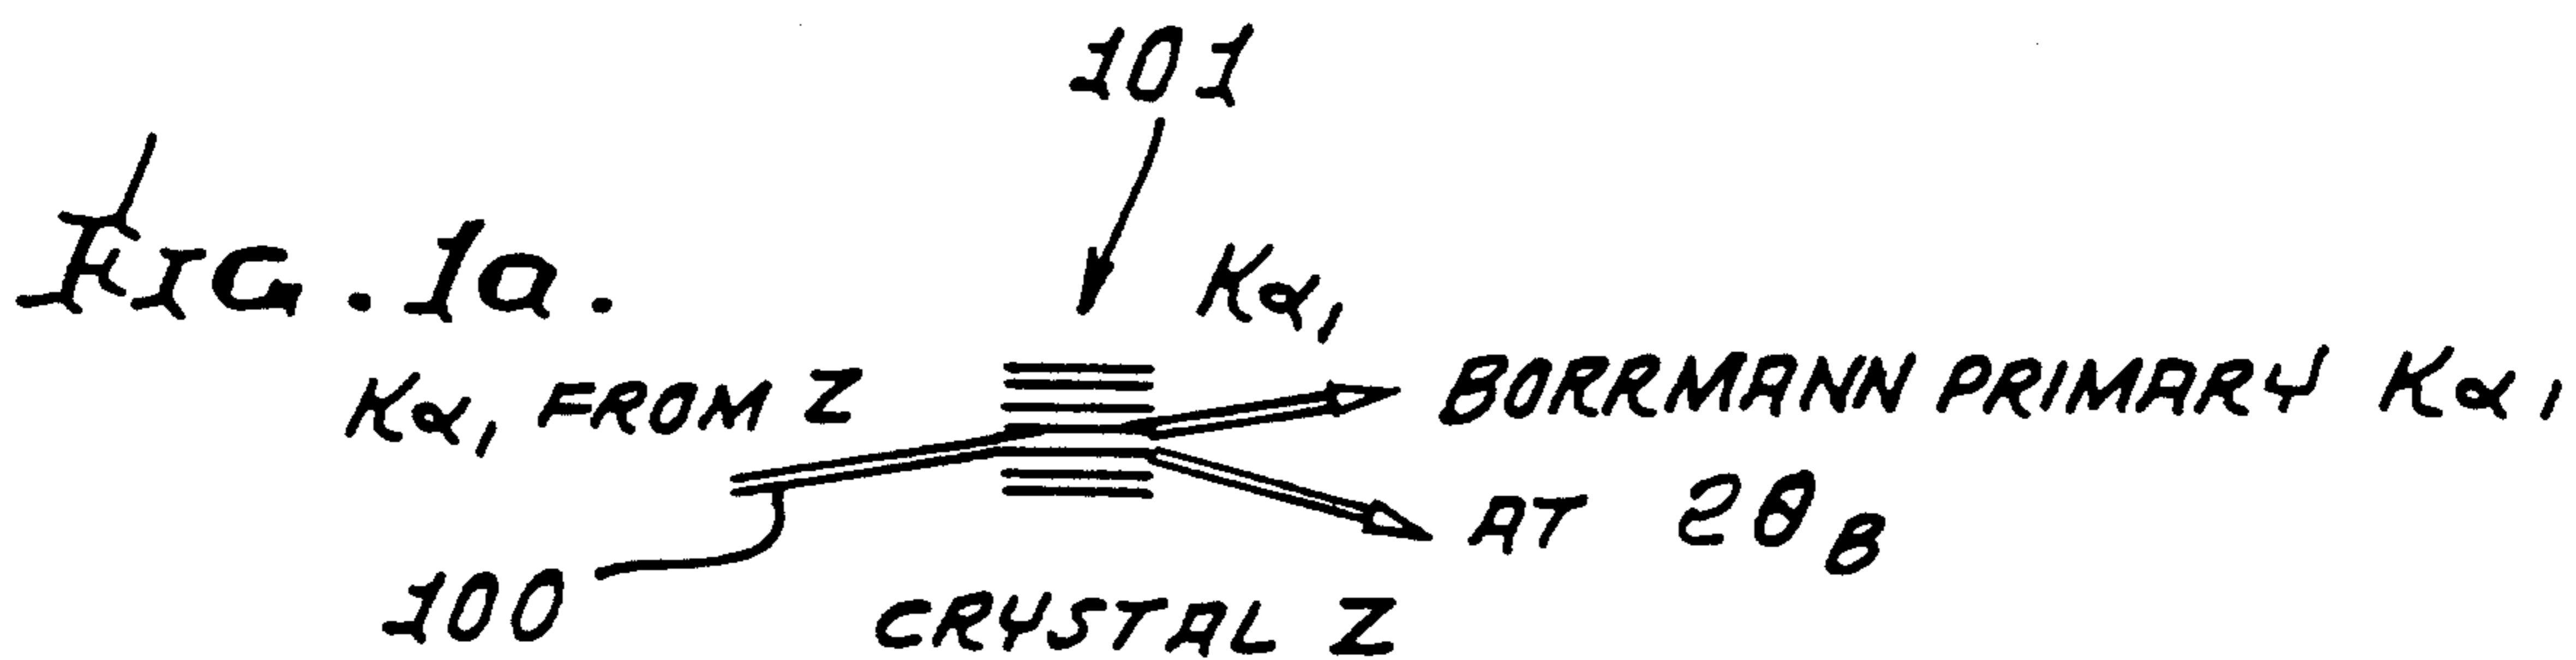 101
FIG. 1a.
Kα₁
Kα₁ FROM Z
BORRMANN PRIMARY Kα₁
AT 2θB
100
CRYSTAL Z